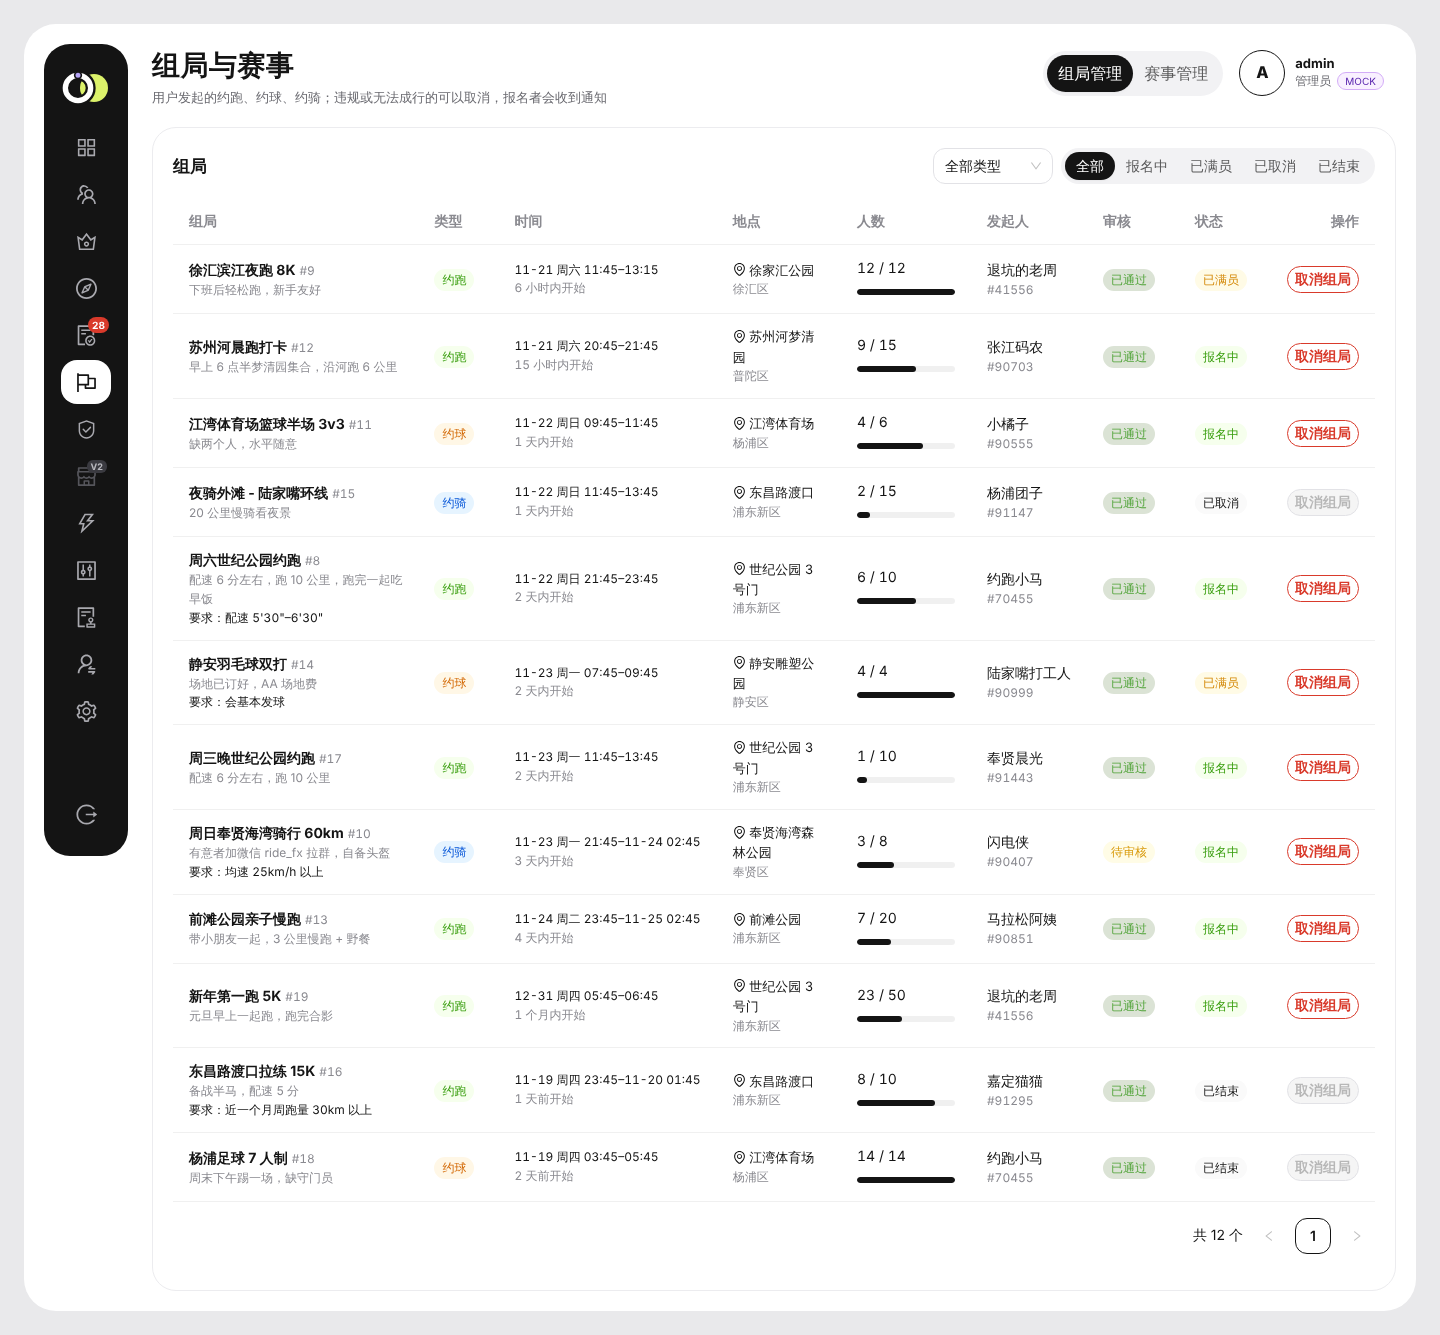 组局与赛事
用户发起的约跑、约球、约骑；违规或无法成行的可以取消，报名者会收到通知
组局管理 赛事管理
A
admin
管理员 MOCK
28
V2
组局
全部类型
全部 报名中 已满员 已取消 已结束
组局 类型 时间 地点 人数 发起人 审核 状态 操作
徐汇滨江夜跑 8K #9
下班后轻松跑，新手友好
约跑
11-21 周六 11:45–13:15
6 小时内开始
徐家汇公园
徐汇区
12 / 12
退坑的老周
#41556
已通过
已满员
取消组局
苏州河晨跑打卡 #12
早上 6 点半梦清园集合，沿河跑 6 公里
约跑
11-21 周六 20:45–21:45
15 小时内开始
苏州河梦清
园
普陀区
9 / 15
张江码农
#90703
已通过
报名中
取消组局
江湾体育场篮球半场 3v3 #11
缺两个人，水平随意
约球
11-22 周日 09:45–11:45
1 天内开始
江湾体育场
杨浦区
4 / 6
小橘子
#90555
已通过
报名中
取消组局
夜骑外滩 - 陆家嘴环线 #15
20 公里慢骑看夜景
约骑
11-22 周日 11:45–13:45
1 天内开始
东昌路渡口
浦东新区
2 / 15
杨浦团子
#91147
已通过
已取消
取消组局
周六世纪公园约跑 #8
配速 6 分左右，跑 10 公里，跑完一起吃
早饭
要求：配速 5'30"–6'30"
约跑
11-22 周日 21:45–23:45
2 天内开始
世纪公园 3
号门
浦东新区
6 / 10
约跑小马
#70455
已通过
报名中
取消组局
静安羽毛球双打 #14
场地已订好，AA 场地费
要求：会基本发球
约球
11-23 周一 07:45–09:45
2 天内开始
静安雕塑公
园
静安区
4 / 4
陆家嘴打工人
#90999
已通过
已满员
取消组局
周三晚世纪公园约跑 #17
配速 6 分左右，跑 10 公里
约跑
11-23 周一 11:45–13:45
2 天内开始
世纪公园 3
号门
浦东新区
1 / 10
奉贤晨光
#91443
已通过
报名中
取消组局
周日奉贤海湾骑行 60km #10
有意者加微信 ride_fx 拉群，自备头盔
要求：均速 25km/h 以上
约骑
11-23 周一 21:45–11-24 02:45
3 天内开始
奉贤海湾森
林公园
奉贤区
3 / 8
闪电侠
#90407
待审核
报名中
取消组局
前滩公园亲子慢跑 #13
带小朋友一起，3 公里慢跑 + 野餐
约跑
11-24 周二 23:45–11-25 02:45
4 天内开始
前滩公园
浦东新区
7 / 20
马拉松阿姨
#90851
已通过
报名中
取消组局
新年第一跑 5K #19
元旦早上一起跑，跑完合影
约跑
12-31 周四 05:45–06:45
1 个月内开始
世纪公园 3
号门
浦东新区
23 / 50
退坑的老周
#41556
已通过
报名中
取消组局
东昌路渡口拉练 15K #16
备战半马，配速 5 分
要求：近一个月周跑量 30km 以上
约跑
11-19 周四 23:45–11-20 01:45
1 天前开始
东昌路渡口
浦东新区
8 / 10
嘉定猫猫
#91295
已通过
已结束
取消组局
杨浦足球 7 人制 #18
周末下午踢一场，缺守门员
约球
11-19 周四 03:45–05:45
2 天前开始
江湾体育场
杨浦区
14 / 14
约跑小马
#70455
已通过
已结束
取消组局
共 12 个 1